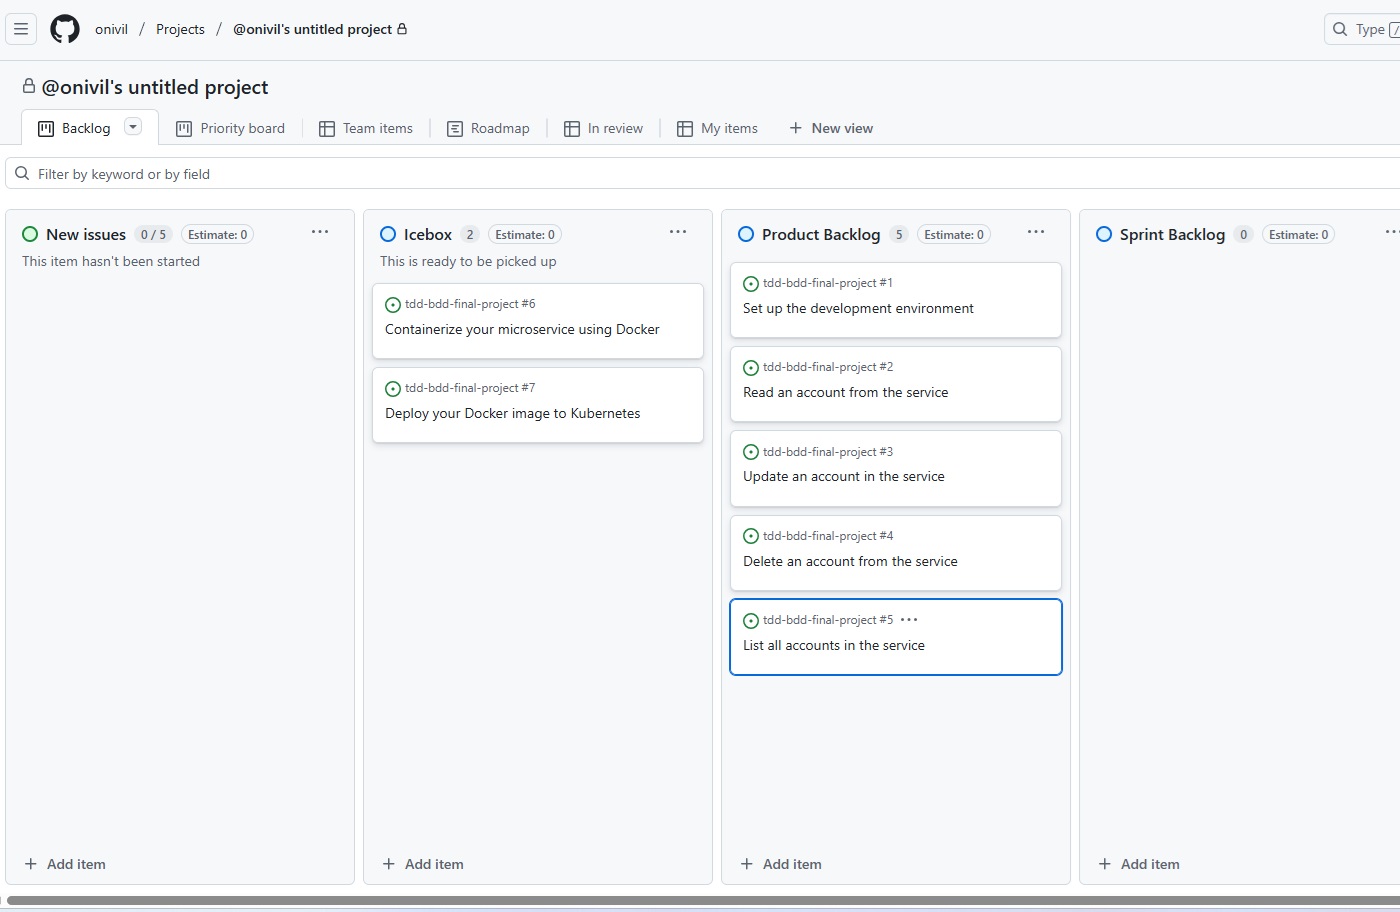 onivil / Projects / @onivil's untitled project
Type /
@onivil's untitled project
Backlog
Priority board
Team items
Roadmap
In review
My items
New view
Filter by keyword or by field
New issues 0 / 5 Estimate: 0
This item hasn't been started
Add item
Icebox 2 Estimate: 0
This is ready to be picked up
tdd-bdd-final-project #6
Containerize your microservice using Docker
tdd-bdd-final-project #7
Deploy your Docker image to Kubernetes
Add item
Product Backlog 5 Estimate: 0
tdd-bdd-final-project #1
Set up the development environment
tdd-bdd-final-project #2
Read an account from the service
tdd-bdd-final-project #3
Update an account in the service
tdd-bdd-final-project #4
Delete an account from the service
tdd-bdd-final-project #5
List all accounts in the service
Add item
Sprint Backlog 0 Estimate: 0
Add item